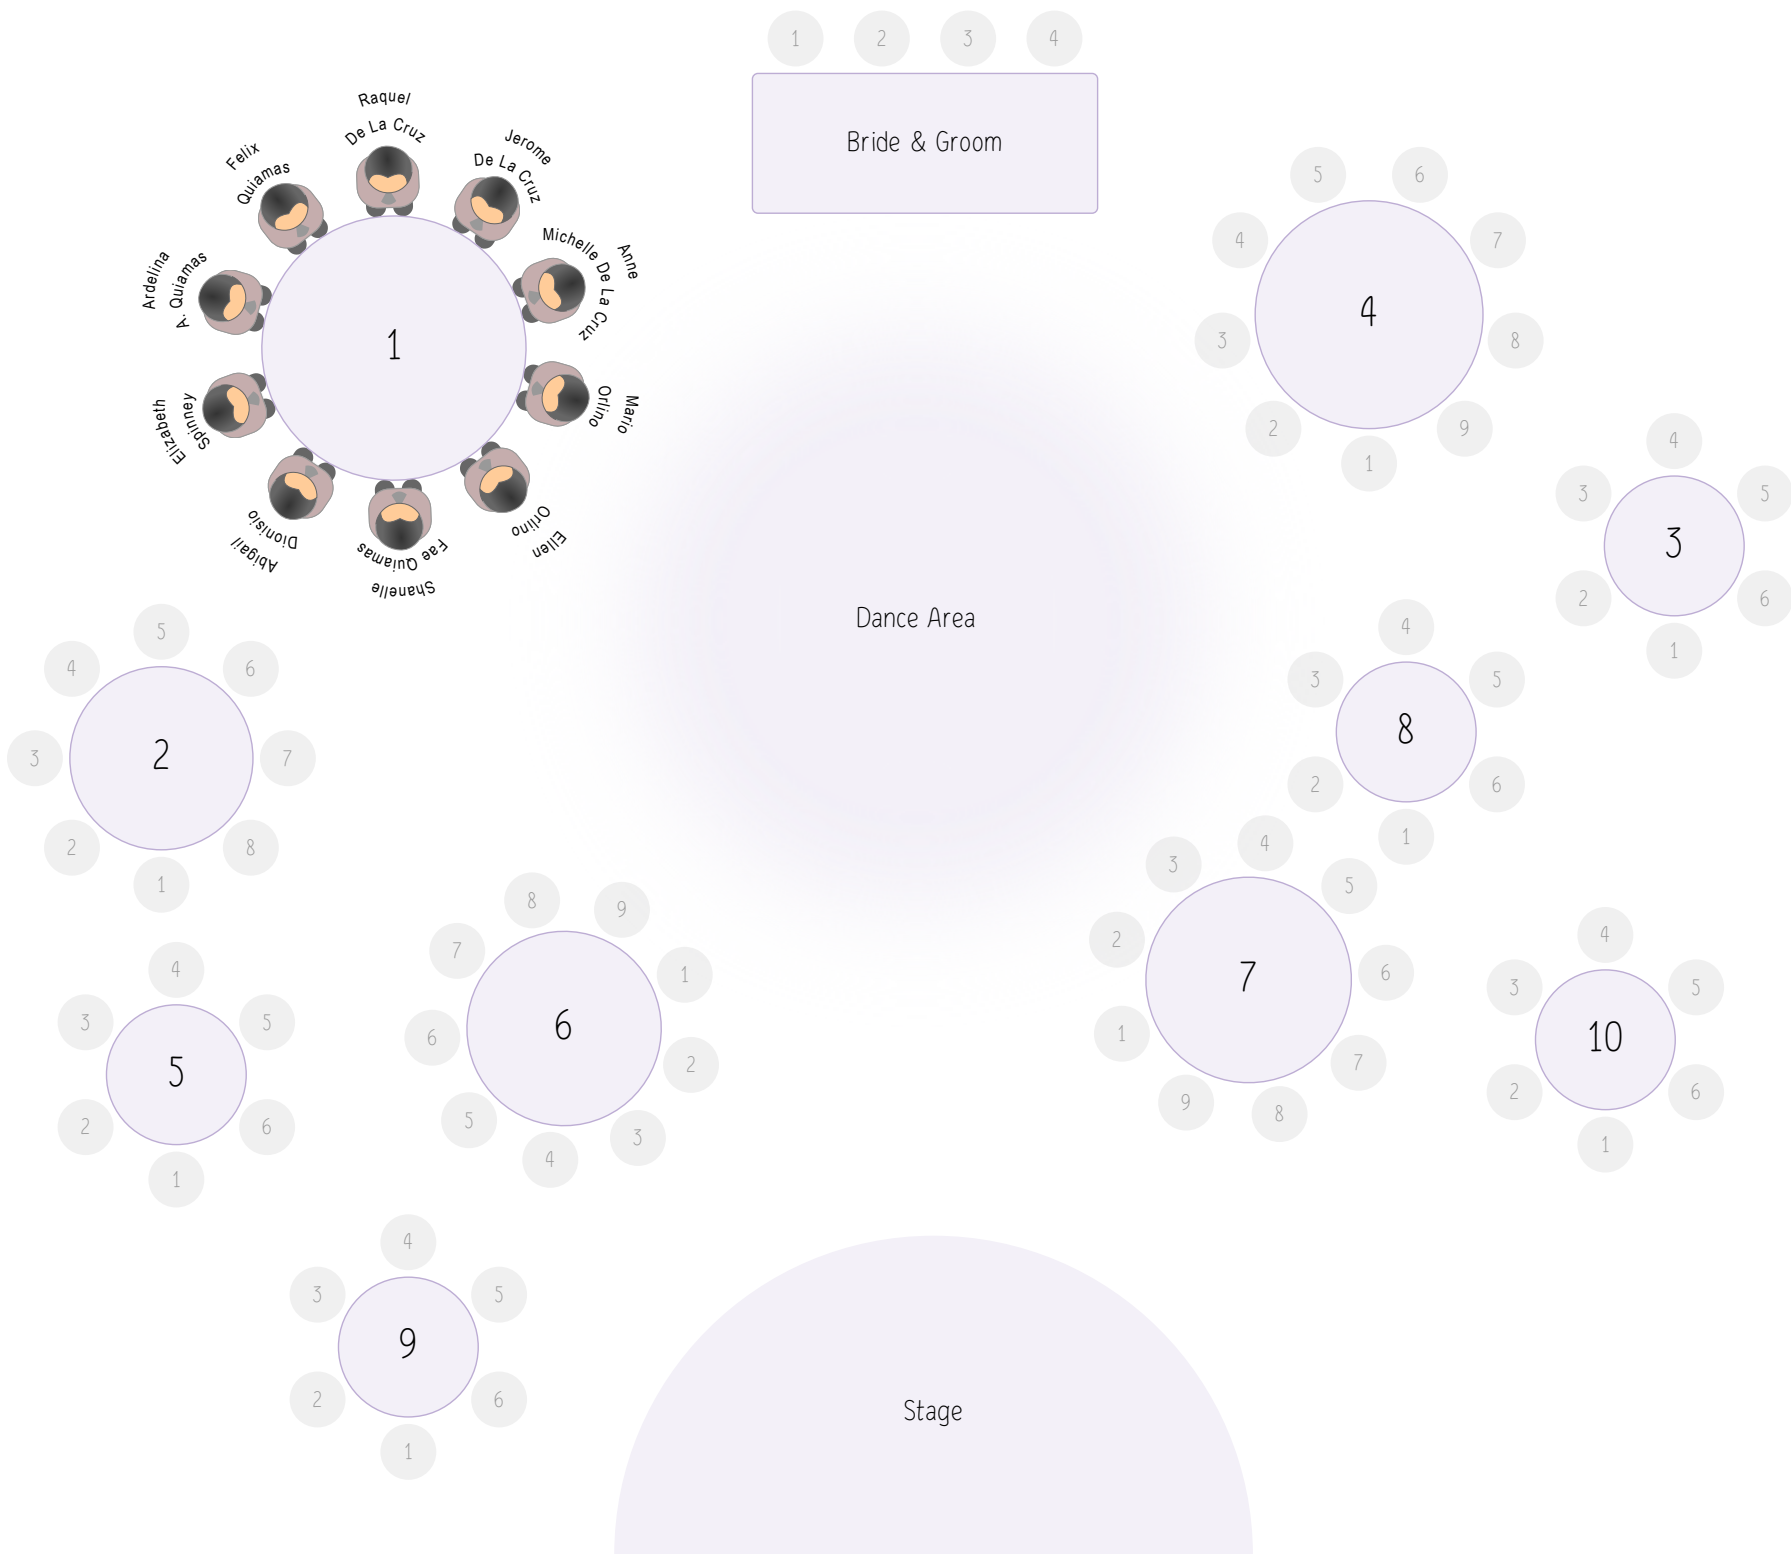 1 2 3 4
Bride & Groom
Raquel
De La Cruz
Jerome
De La Cruz
Anne
Michelle De La Cruz
Mario
Orlino
Ellen
Orlino
Shanelle
Fae Quiamas
Abigail
Dionisio
Elizabeth
Spinney
Ardelina
A. Quiamas
Felix
Quiamas
1
5 6
4 7
4
3 8
2 9
1
4
3 5
3
2 6
1
Dance Area
5
4 6
3 2 7
2 8
1
4
3 5
8
2 6
1
4
3 5
5
2 6
1
8 9
7 1
6 6 2
5 3
4
3 4 5
2 7 6
1 7
9 8
4
3 5
10
2 6
1
4
3 5
9
2 6
1
Stage